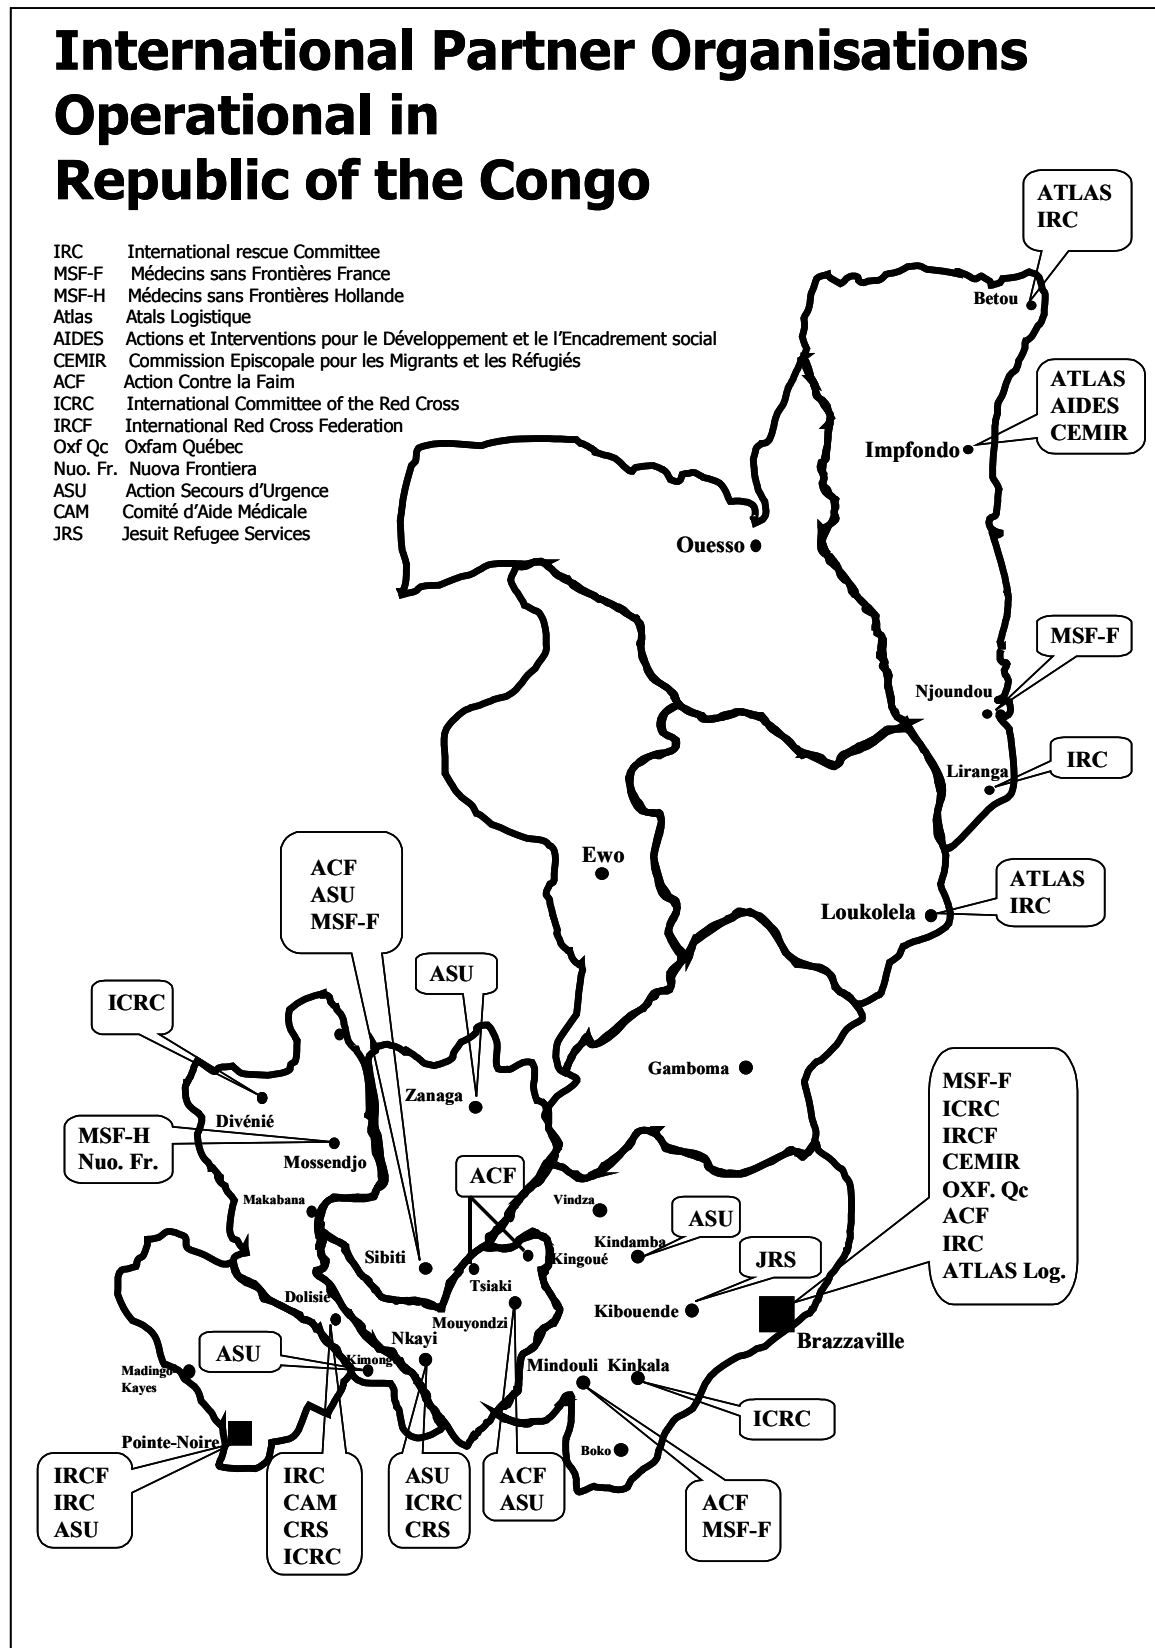 International Partner Organisations
Operational in
Republic of the Congo
IRC International rescue Committee
MSF-F Médecins sans Frontières France
MSF-H Médecins sans Frontières Hollande
Atlas Atals Logistique
AIDES Actions et Interventions pour le Développement et le l'Encadrement social
CEMIR Commission Episcopale pour les Migrants et les Réfugiés
ACF Action Contre la Faim
ICRC International Committee of the Red Cross
IRCF International Red Cross Federation
Oxf Qc Oxfam Québec
Nuo. Fr. Nuova Frontiera
ASU Action Secours d'Urgence
CAM Comité d'Aide Médicale
JRS Jesuit Refugee Services
ATLAS
IRC
Betou
ATLAS
AIDES
CEMIR
Impfondo
Ouesso
MSF-F
Njoundou
IRC
Liranga
Ewo
ATLAS
IRC
Loukolela
ACF
ASU
MSF-F
ASU
ICRC
Gamboma
Zanaga
Divénié
MSF-H
Nuo. Fr.
Mossendjo
MSF-F
ICRC
IRCF
CEMIR
OXF. Qc
ACF
IRC
ATLAS Log.
ACF
Makabana
Vindza
ASU
Kindamba
Sibiti
Kingoué
JRS
Tsiaki
Dolisie
Mouyondzi
Kibouende
Brazzaville
Nkayi
ASU
Kimongo
Madingo
Kayes
Mindouli
Kinkala
ICRC
Pointe-Noire
Boko
IRCF
IRC
ASU
IRC
CAM
CRS
ICRC
ASU
ICRC
CRS
ACF
ASU
ACF
MSF-F